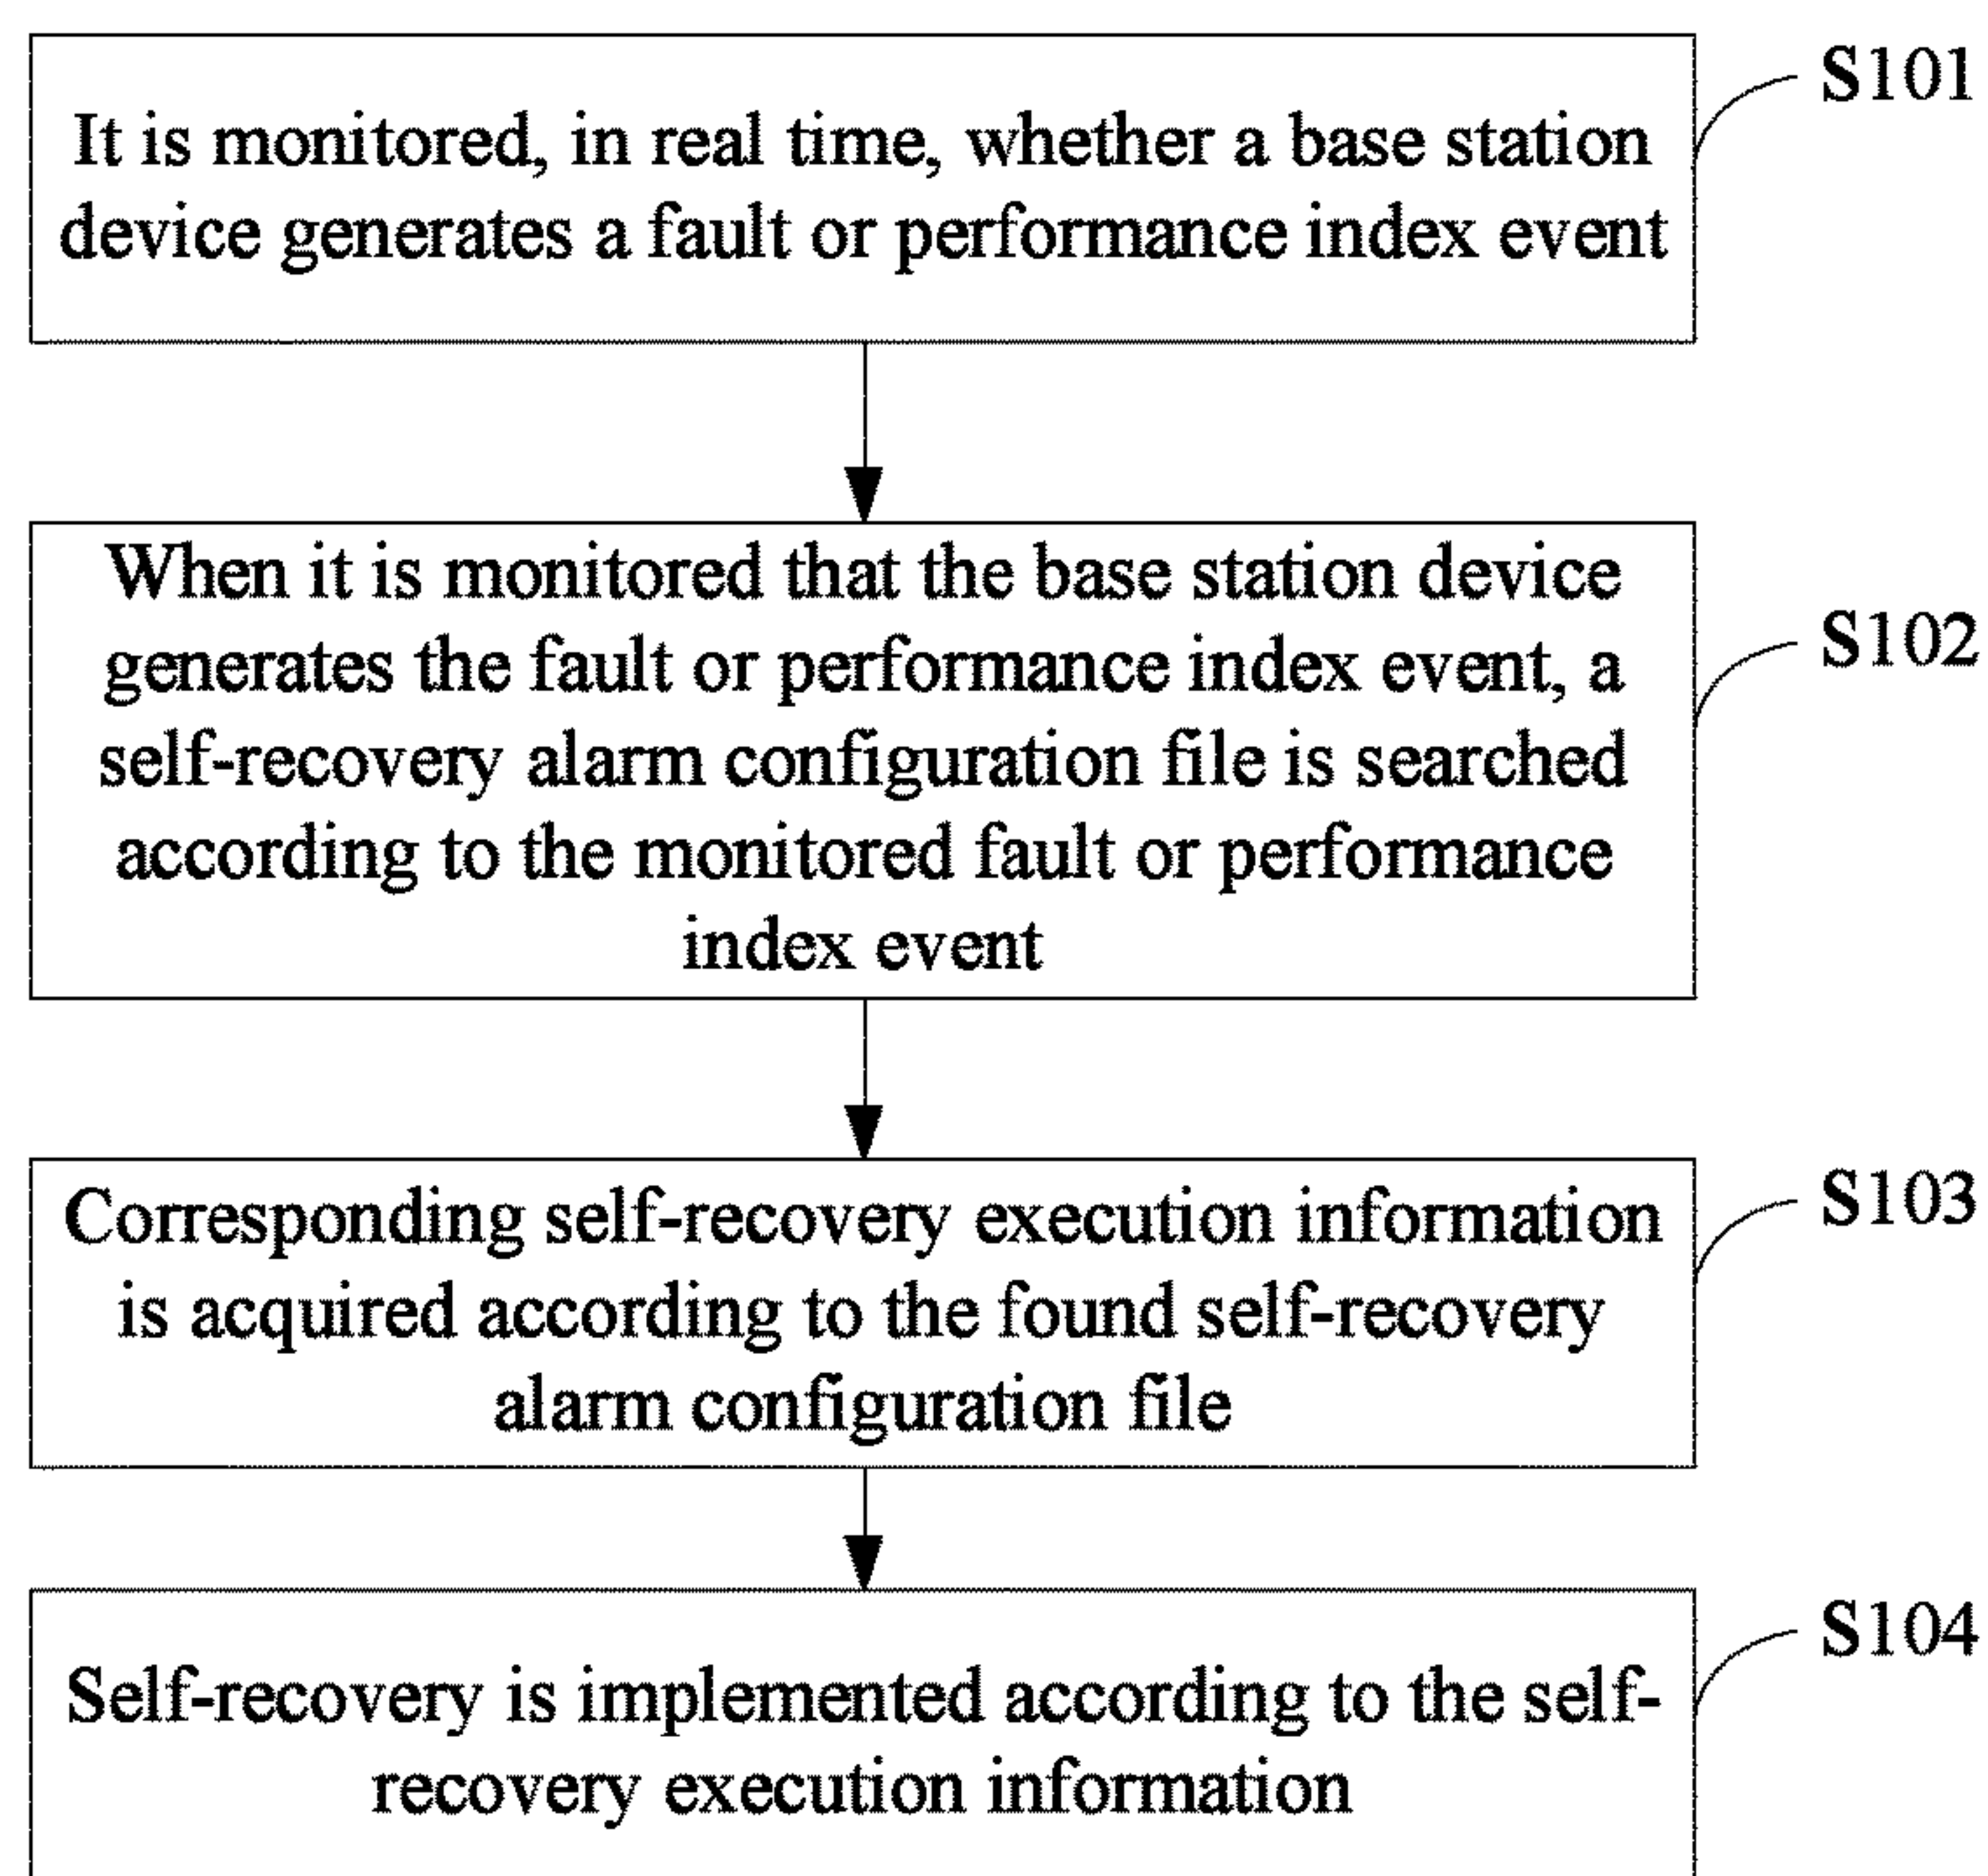 It is monitored, in real time, whether a base station
device generates a fault or performance index event
S101
When it is monitored that the base station device
generates the fault or performance index event, a
self-recovery alarm configuration file is searched
according to the monitored fault or performance
index event
S102
Corresponding self-recovery execution information
is acquired according to the found self-recovery
alarm configuration file
S103
Self-recovery is implemented according to the self-
recovery execution information
S104